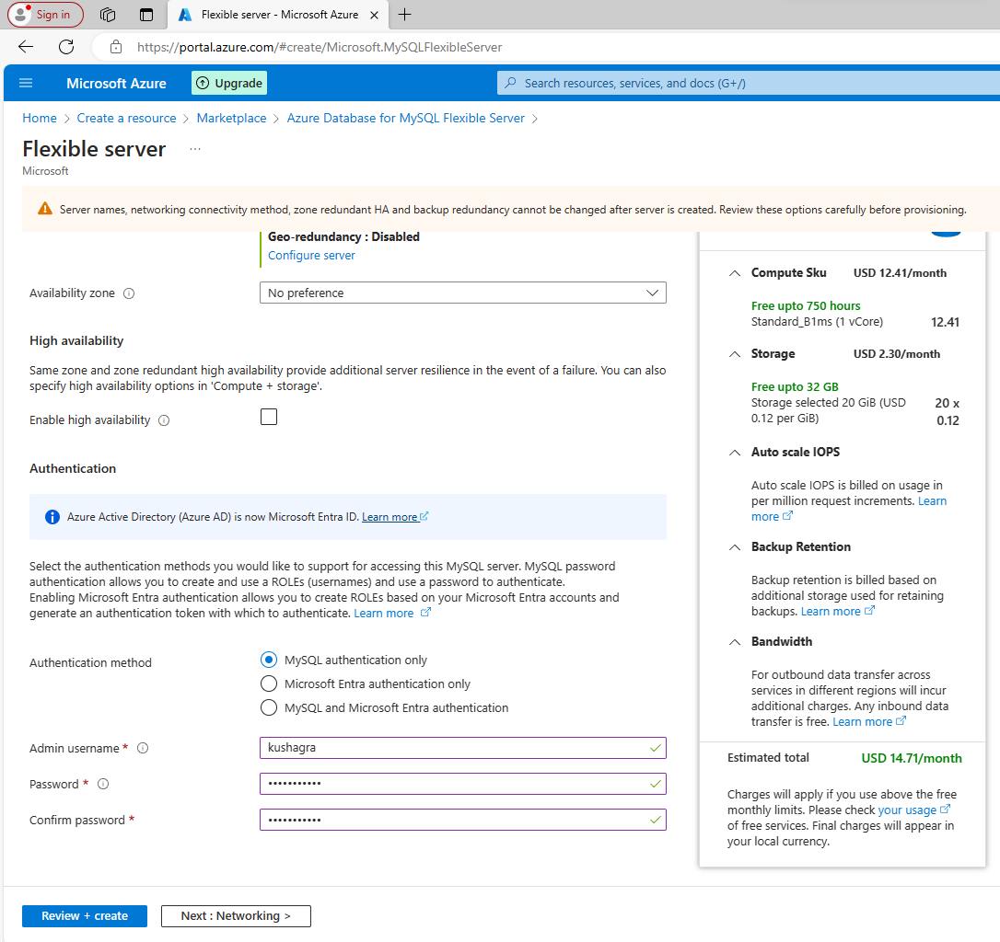 Sign in
Flexible server - Microsoft Azure
https://portal.azure.com/#create/Microsoft.MySQLFlexibleServer
Microsoft Azure
Upgrade
Search resources, services, and docs (G+/)
Home > Create a resource > Marketplace > Azure Database for MySQL Flexible Server >
Flexible server ...
Microsoft
Server names, networking connectivity method, zone redundant HA and backup redundancy cannot be changed after server is created. Review these options carefully before provisioning.
Geo-redundancy : Disabled
Configure server
Availability zone
No preference
High availability
Same zone and zone redundant high availability provide additional server resilience in the event of a failure. You can also
specify high availability options in 'Compute + storage'.
Enable high availability
Authentication
Azure Active Directory (Azure AD) is now Microsoft Entra ID. Learn more
Select the authentication methods you would like to support for accessing this MySQL server. MySQL password
authentication allows you to create and use a ROLEs (usernames) and use a password to authenticate.
Enabling Microsoft Entra authentication allows you to create ROLEs based on your Microsoft Entra accounts and
generate an authentication token with which to authenticate. Learn more
Authentication method
MySQL authentication only
Microsoft Entra authentication only
MySQL and Microsoft Entra authentication
Admin username *
kushagra
Password *
•••••••••••
Confirm password *
•••••••••••
Compute Sku USD 12.41/month
Free upto 750 hours
Standard_B1ms (1 vCore) 12.41
Storage USD 2.30/month
Free upto 32 GB
Storage selected 20 GiB (USD 20 x
0.12 per GiB) 0.12
Auto scale IOPS
Auto scale IOPS is billed on usage in
per million request increments. Learn
more
Backup Retention
Backup retention is billed based on
additional storage used for retaining
backups. Learn more
Bandwidth
For outbound data transfer across
services in different regions will incur
additional charges. Any inbound data
transfer is free. Learn more
Estimated total USD 14.71/month
Charges will apply if you use above the free
monthly limits. Please check your usage
of free services. Final charges will appear in
your local currency.
Review + create
Next : Networking >